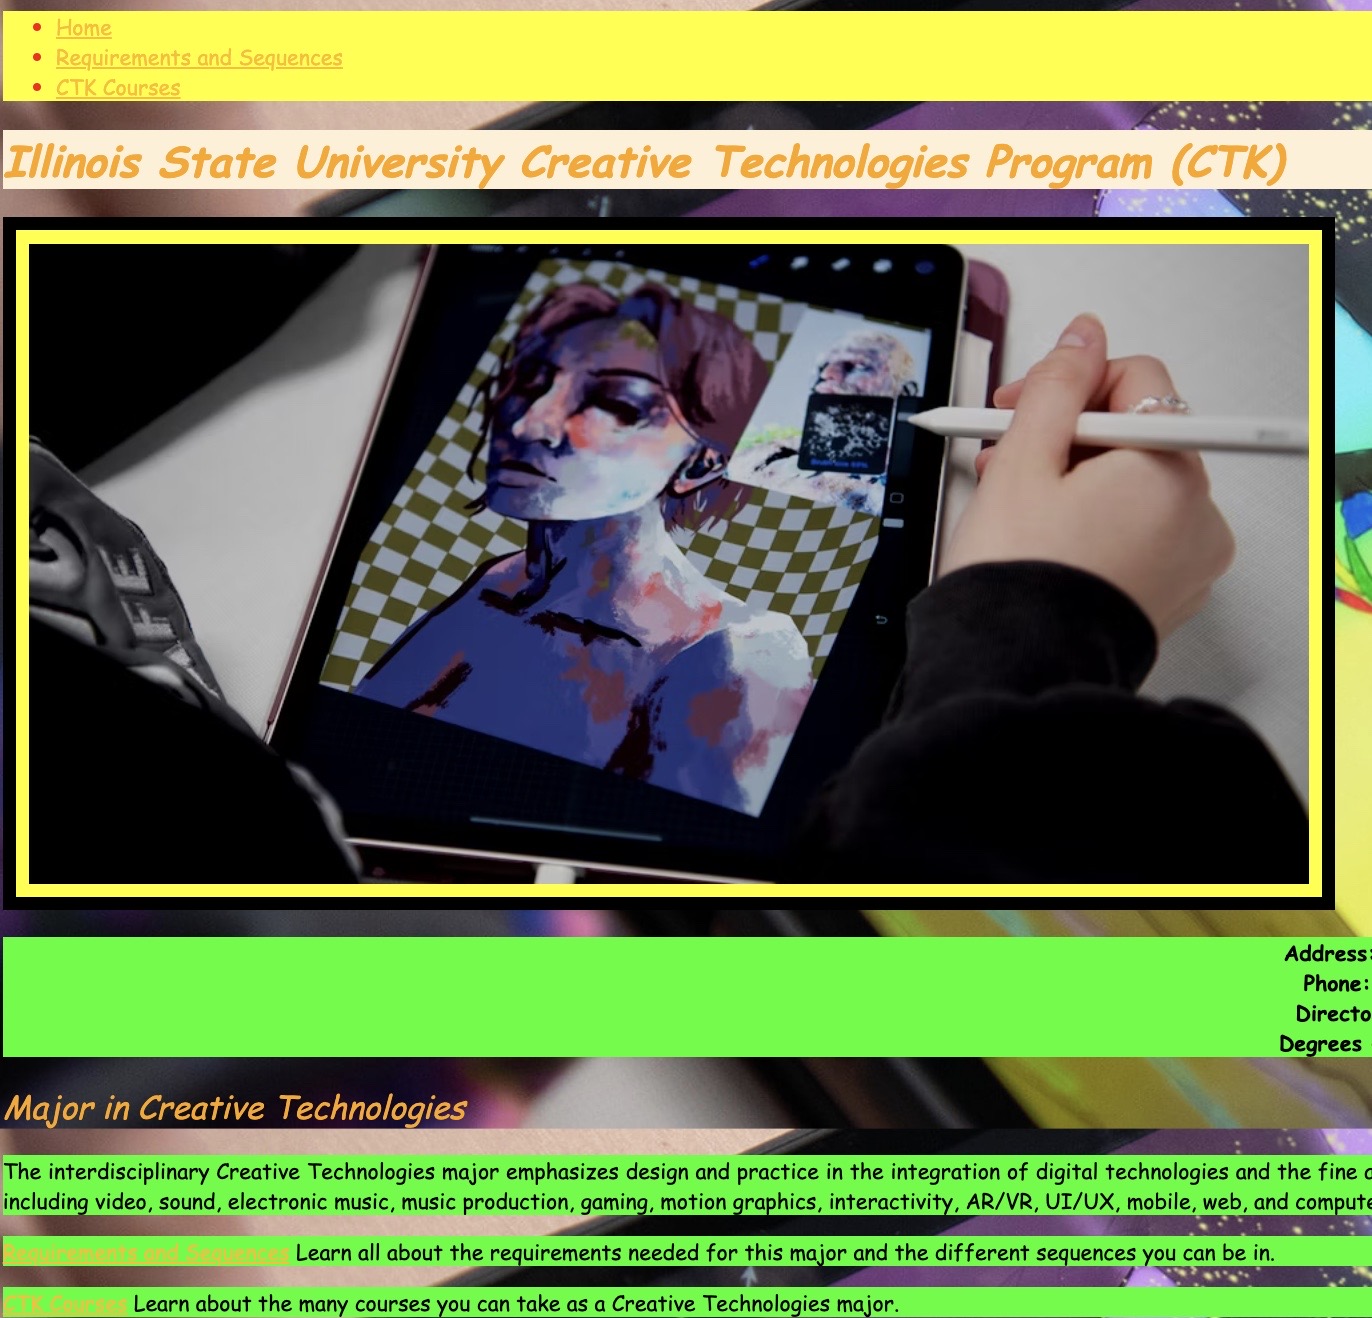 Home
Requirements and Sequences
CTK Courses
Illinois State University Creative Technologies Program (CTK)
Address:
Phone:
Directo
Degrees
Major in Creative Technologies
The interdisciplinary Creative Technologies major emphasizes design and practice in the integration of digital technologies and the fine
including video, sound, electronic music, music production, gaming, motion graphics, interactivity, AR/VR, UI/UX, mobile, web, and compute
Requirements and Sequences Learn all about the requirements needed for this major and the different sequences you can be in.
CTK Courses Learn about the many courses you can take as a Creative Technologies major.